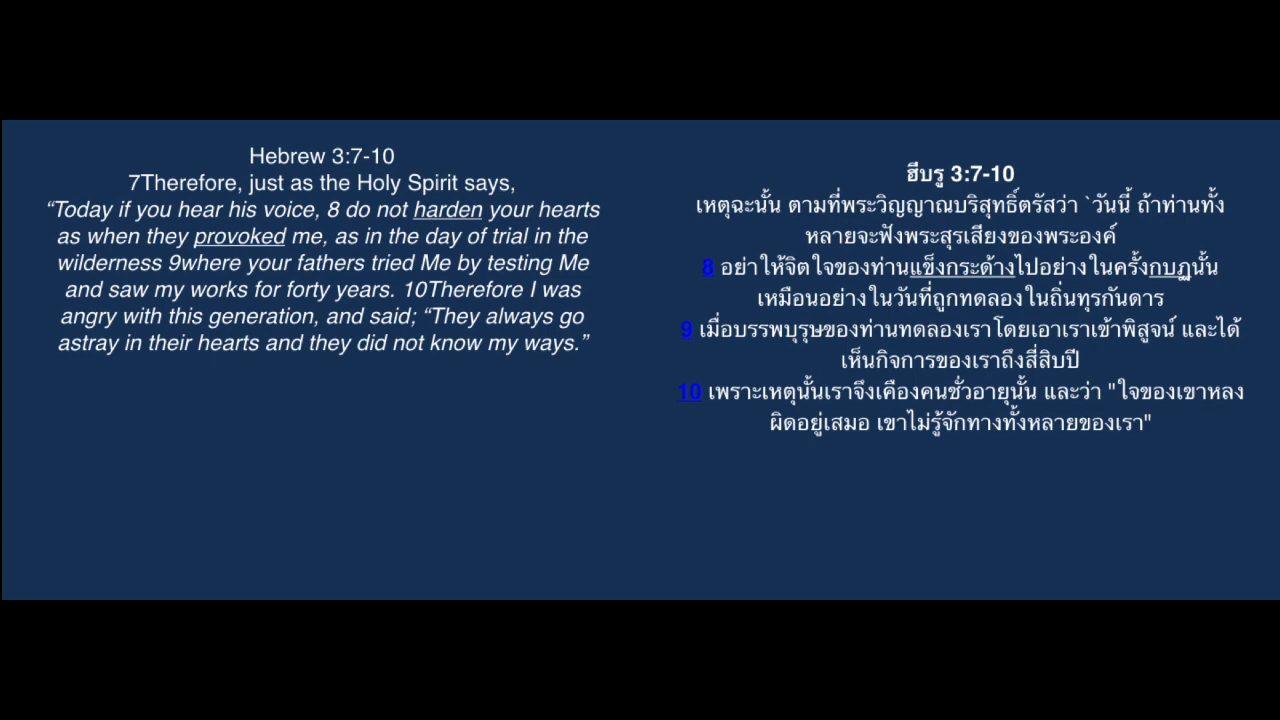 Hebrew 3:7-10
7Therefore, just as the Holy Spirit says,
“Today if you hear his voice, 8 do not harden your hearts
as when they provoked me, as in the day of trial in the
wilderness 9where your fathers tried Me by testing Me
and saw my works for forty years. 10Therefore I was
angry with this generation, and said; “They always go
astray in their hearts and they did not know my ways.”
ฮีบรู 3:7-10
เหตุฉะนั้น ตามที่พระวิญญาณบริสุทธิ์ตรัสว่า `วันนี้ ถ้าท่านทั้ง
หลายจะฟังพระสุรเสียงของพระองค์
8 อย่าให้จิตใจของท่านแข็งกระด้างไปอย่างในครั้งกบฏนั้น
เหมือนอย่างในวันที่ถูกทดลองในถิ่นทุรกันดาร
9 เมื่อบรรพบุรุษของท่านทดลองเราโดยเอาเราเข้าพิสูจน์ และได้
เห็นกิจการของเราถึงสี่สิบปี
10 เพราะเหตุนั้นเราจึงเคืองคนชั่วอายุนั้น และว่า "ใจของเขาหลง
ผิดอยู่เสมอ เขาไม่รู้จักทางทั้งหลายของเรา"